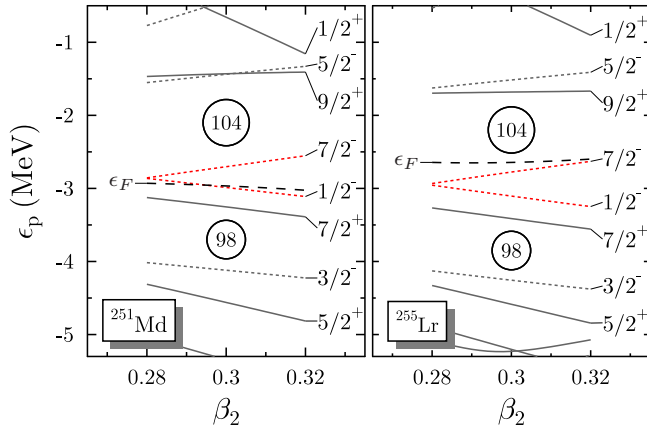 ϵ_p (MeV)
-1
-2
-3
-4
-5
1/2⁺
5/2⁻
9/2⁺
104
7/2⁻
ϵ_F
1/2⁻
7/2⁺
98
3/2⁻
5/2⁺
²⁵¹Md
0.28 0.3 0.32
β₂
1/2⁺
5/2⁻
9/2⁺
104
ϵ_F
7/2⁻
1/2⁻
7/2⁺
98
3/2⁻
5/2⁺
²⁵⁵Lr
0.28 0.3 0.32
β₂